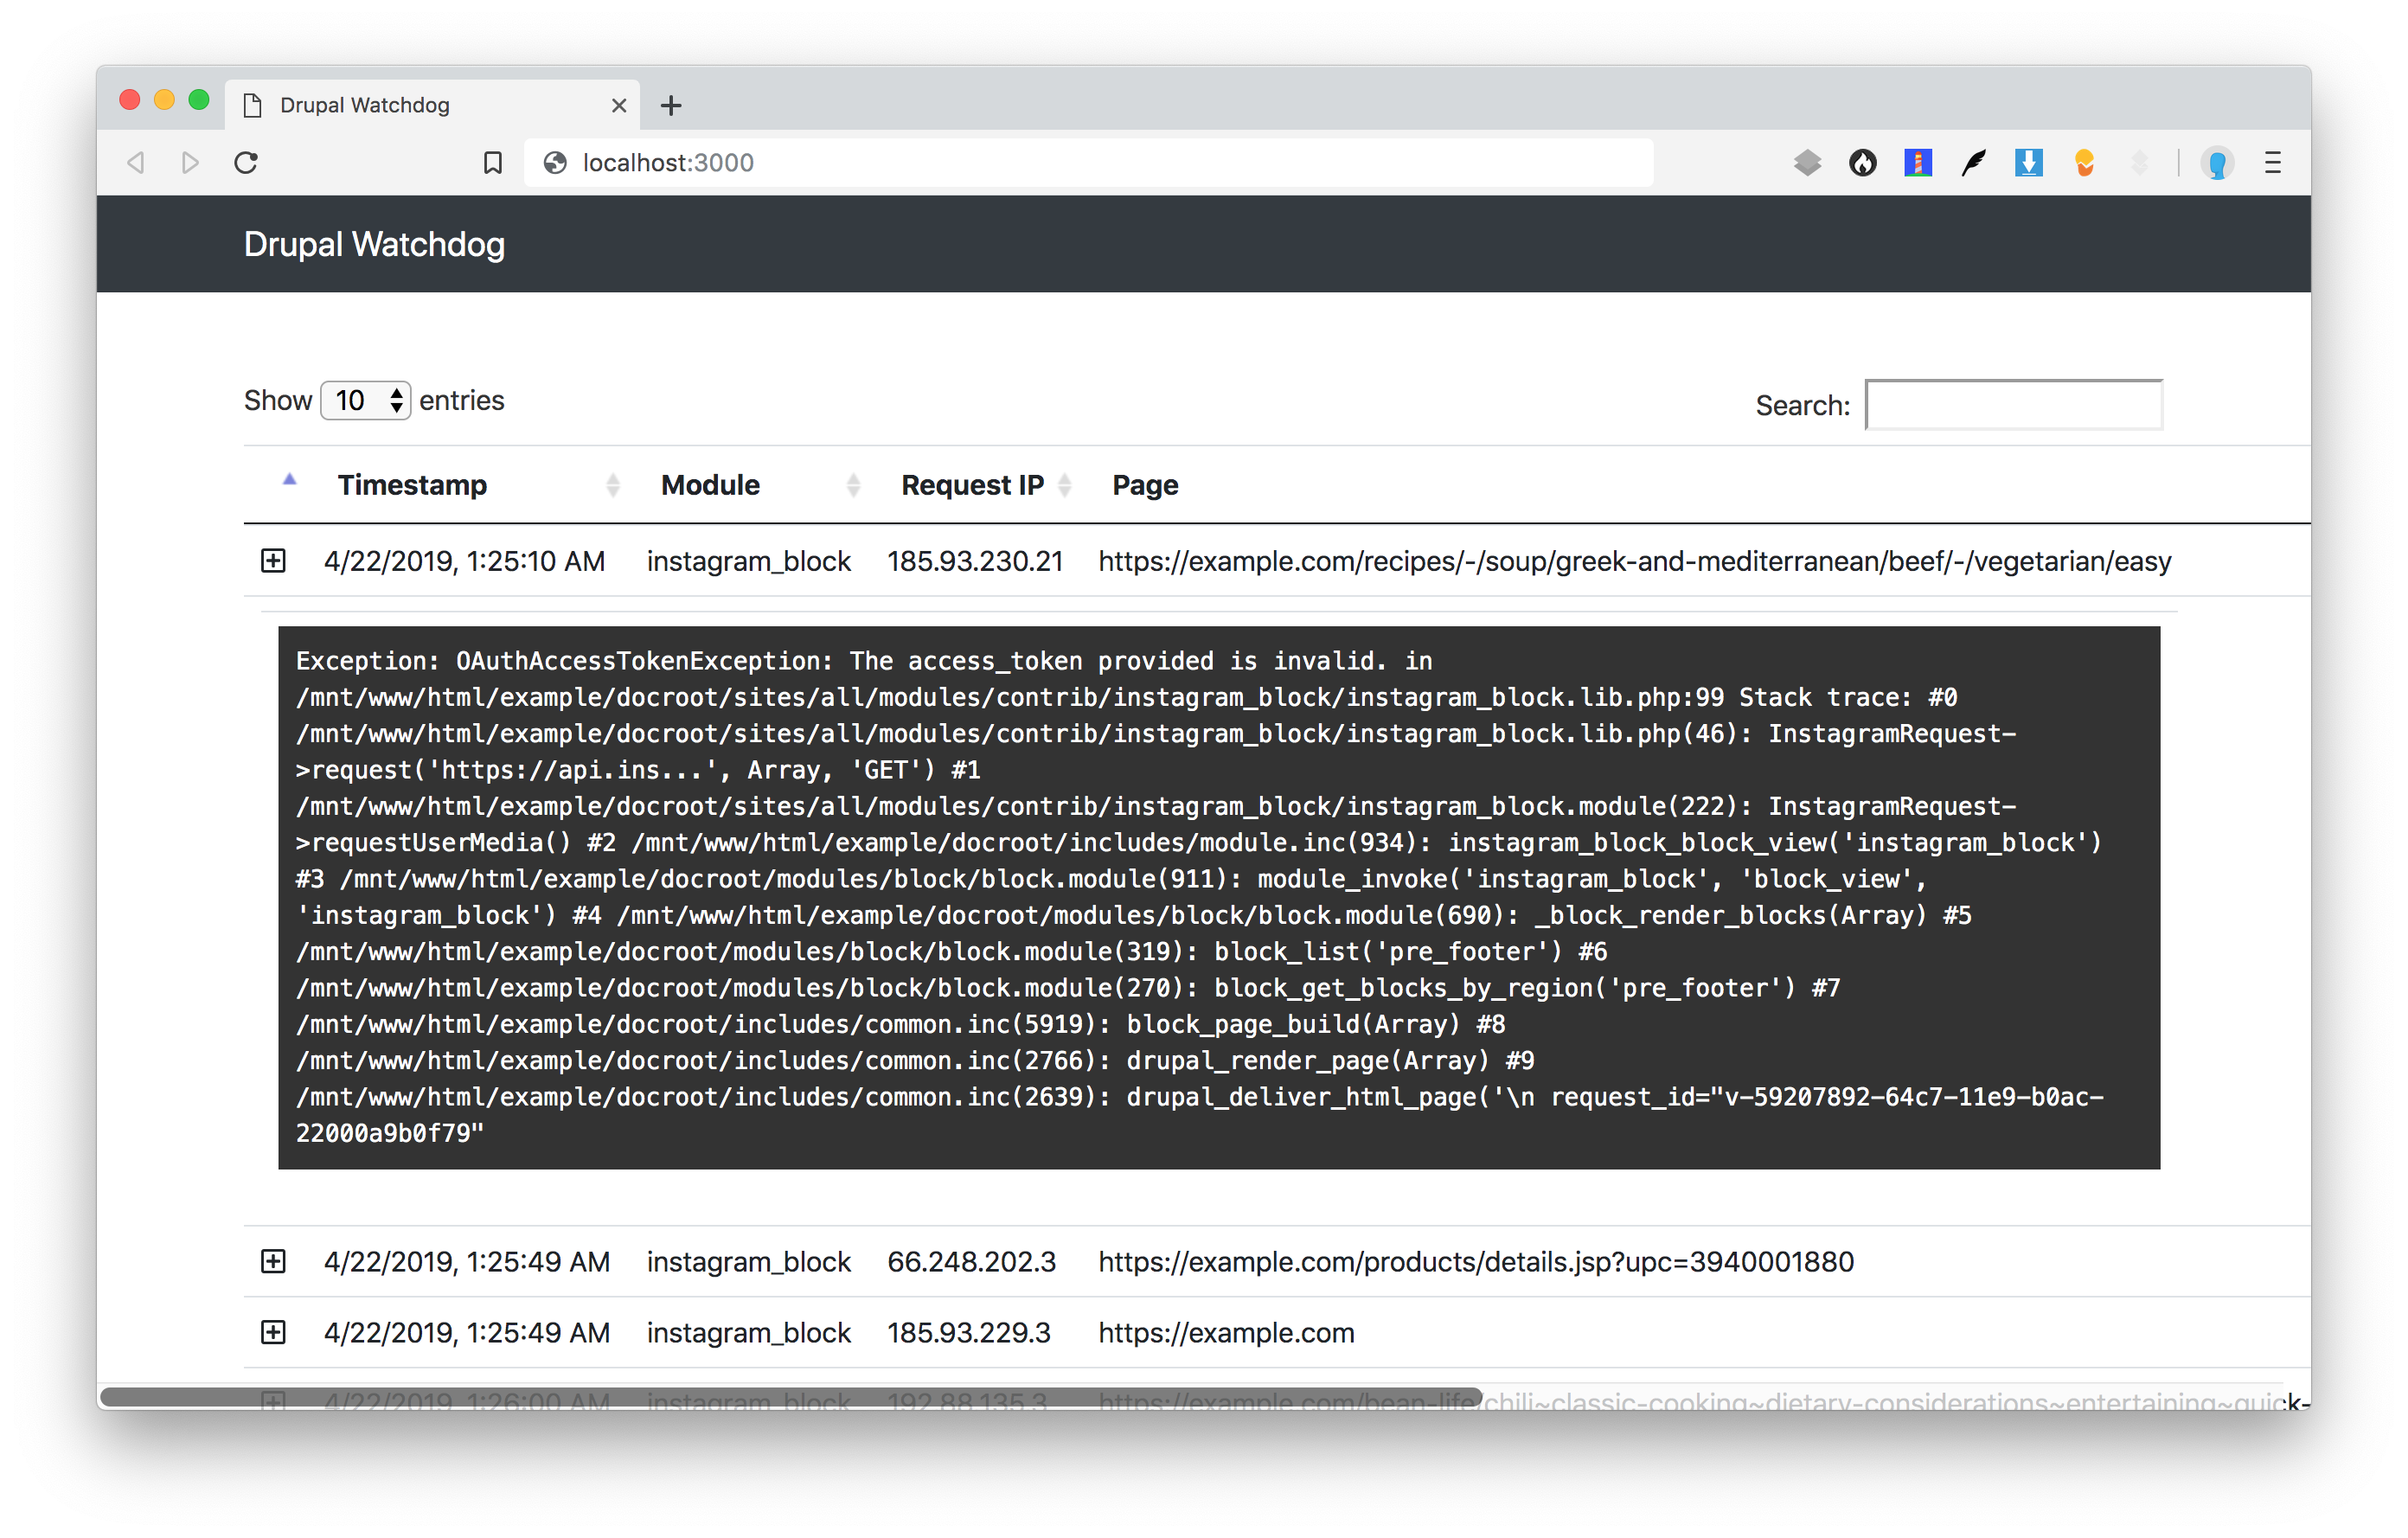 Drupal Watchdog
localhost:3000
Drupal Watchdog
Show 10 entries
Search:
Timestamp Module Request IP Page
4/22/2019, 1:25:10 AM instagram_block 185.93.230.21 https://example.com/recipes/-/soup/greek-and-mediterranean/beef/-/vegetarian/easy
Exception: OAuthAccessTokenException: The access_token provided is invalid. in
/mnt/www/html/example/docroot/sites/all/modules/contrib/instagram_block/instagram_block.lib.php:99 Stack trace: #0
/mnt/www/html/example/docroot/sites/all/modules/contrib/instagram_block/instagram_block.lib.php(46): InstagramRequest-
>request('https://api.ins...', Array, 'GET') #1
/mnt/www/html/example/docroot/sites/all/modules/contrib/instagram_block/instagram_block.module(222): InstagramRequest-
>requestUserMedia() #2 /mnt/www/html/example/docroot/includes/module.inc(934): instagram_block_block_view('instagram_block')
#3 /mnt/www/html/example/docroot/modules/block/block.module(911): module_invoke('instagram_block', 'block_view',
'instagram_block') #4 /mnt/www/html/example/docroot/modules/block/block.module(690): _block_render_blocks(Array) #5
/mnt/www/html/example/docroot/modules/block/block.module(319): block_list('pre_footer') #6
/mnt/www/html/example/docroot/modules/block/block.module(270): block_get_blocks_by_region('pre_footer') #7
/mnt/www/html/example/docroot/includes/common.inc(5919): block_page_build(Array) #8
/mnt/www/html/example/docroot/includes/common.inc(2766): drupal_render_page(Array) #9
/mnt/www/html/example/docroot/includes/common.inc(2639): drupal_deliver_html_page('\n request_id="v-59207892-64c7-11e9-b0ac-
22000a9b0f79"
4/22/2019, 1:25:49 AM instagram_block 66.248.202.3 https://example.com/products/details.jsp?upc=3940001880
4/22/2019, 1:25:49 AM instagram_block 185.93.229.3 https://example.com
4/22/2019, 1:26:00 AM instagram_block 192.88.135.3 https://example.com/bean-life/chili~classic-cooking~dietary-considerations~entertaining~quick-